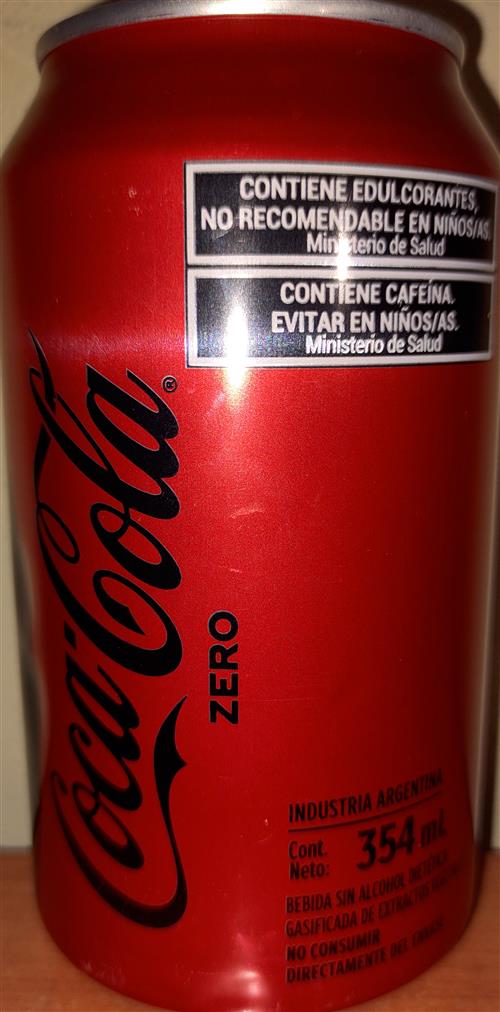 CONTIENE EDULCORANTES,
NO RECOMENDABLE EN NIÑOS/AS.
Ministerio de Salud
CONTIENE CAFEÍNA.
EVITAR EN NIÑOS/AS.
Ministerio de Salud
Coca-Cola®
ZERO
INDUSTRIA ARGENTINA
Cont.
Neto: 354 mL
BEBIDA SIN ALCOHOL DIETÉTICA
GASIFICADA DE EXTRACTOS
NO CONSUMIR
DIRECTAMENTE DEL ENVASE